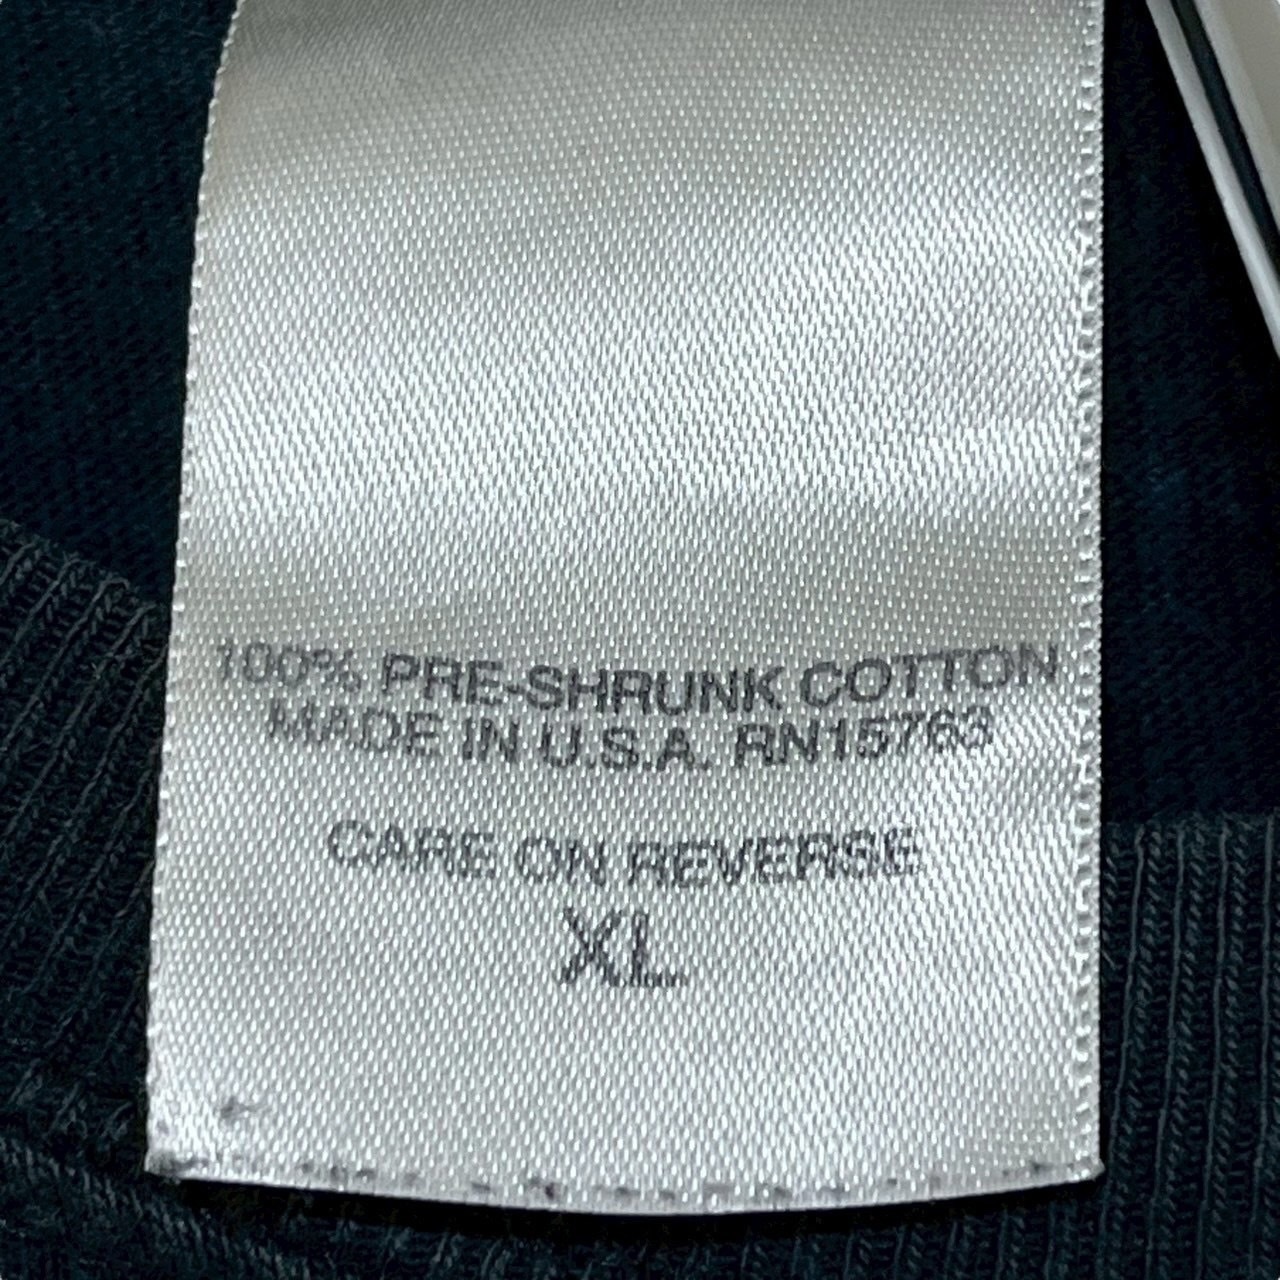 100% PRE-SHRUNK COTTON
MADE IN U.S.A. RN15763
CARE ON REVERSE
XL